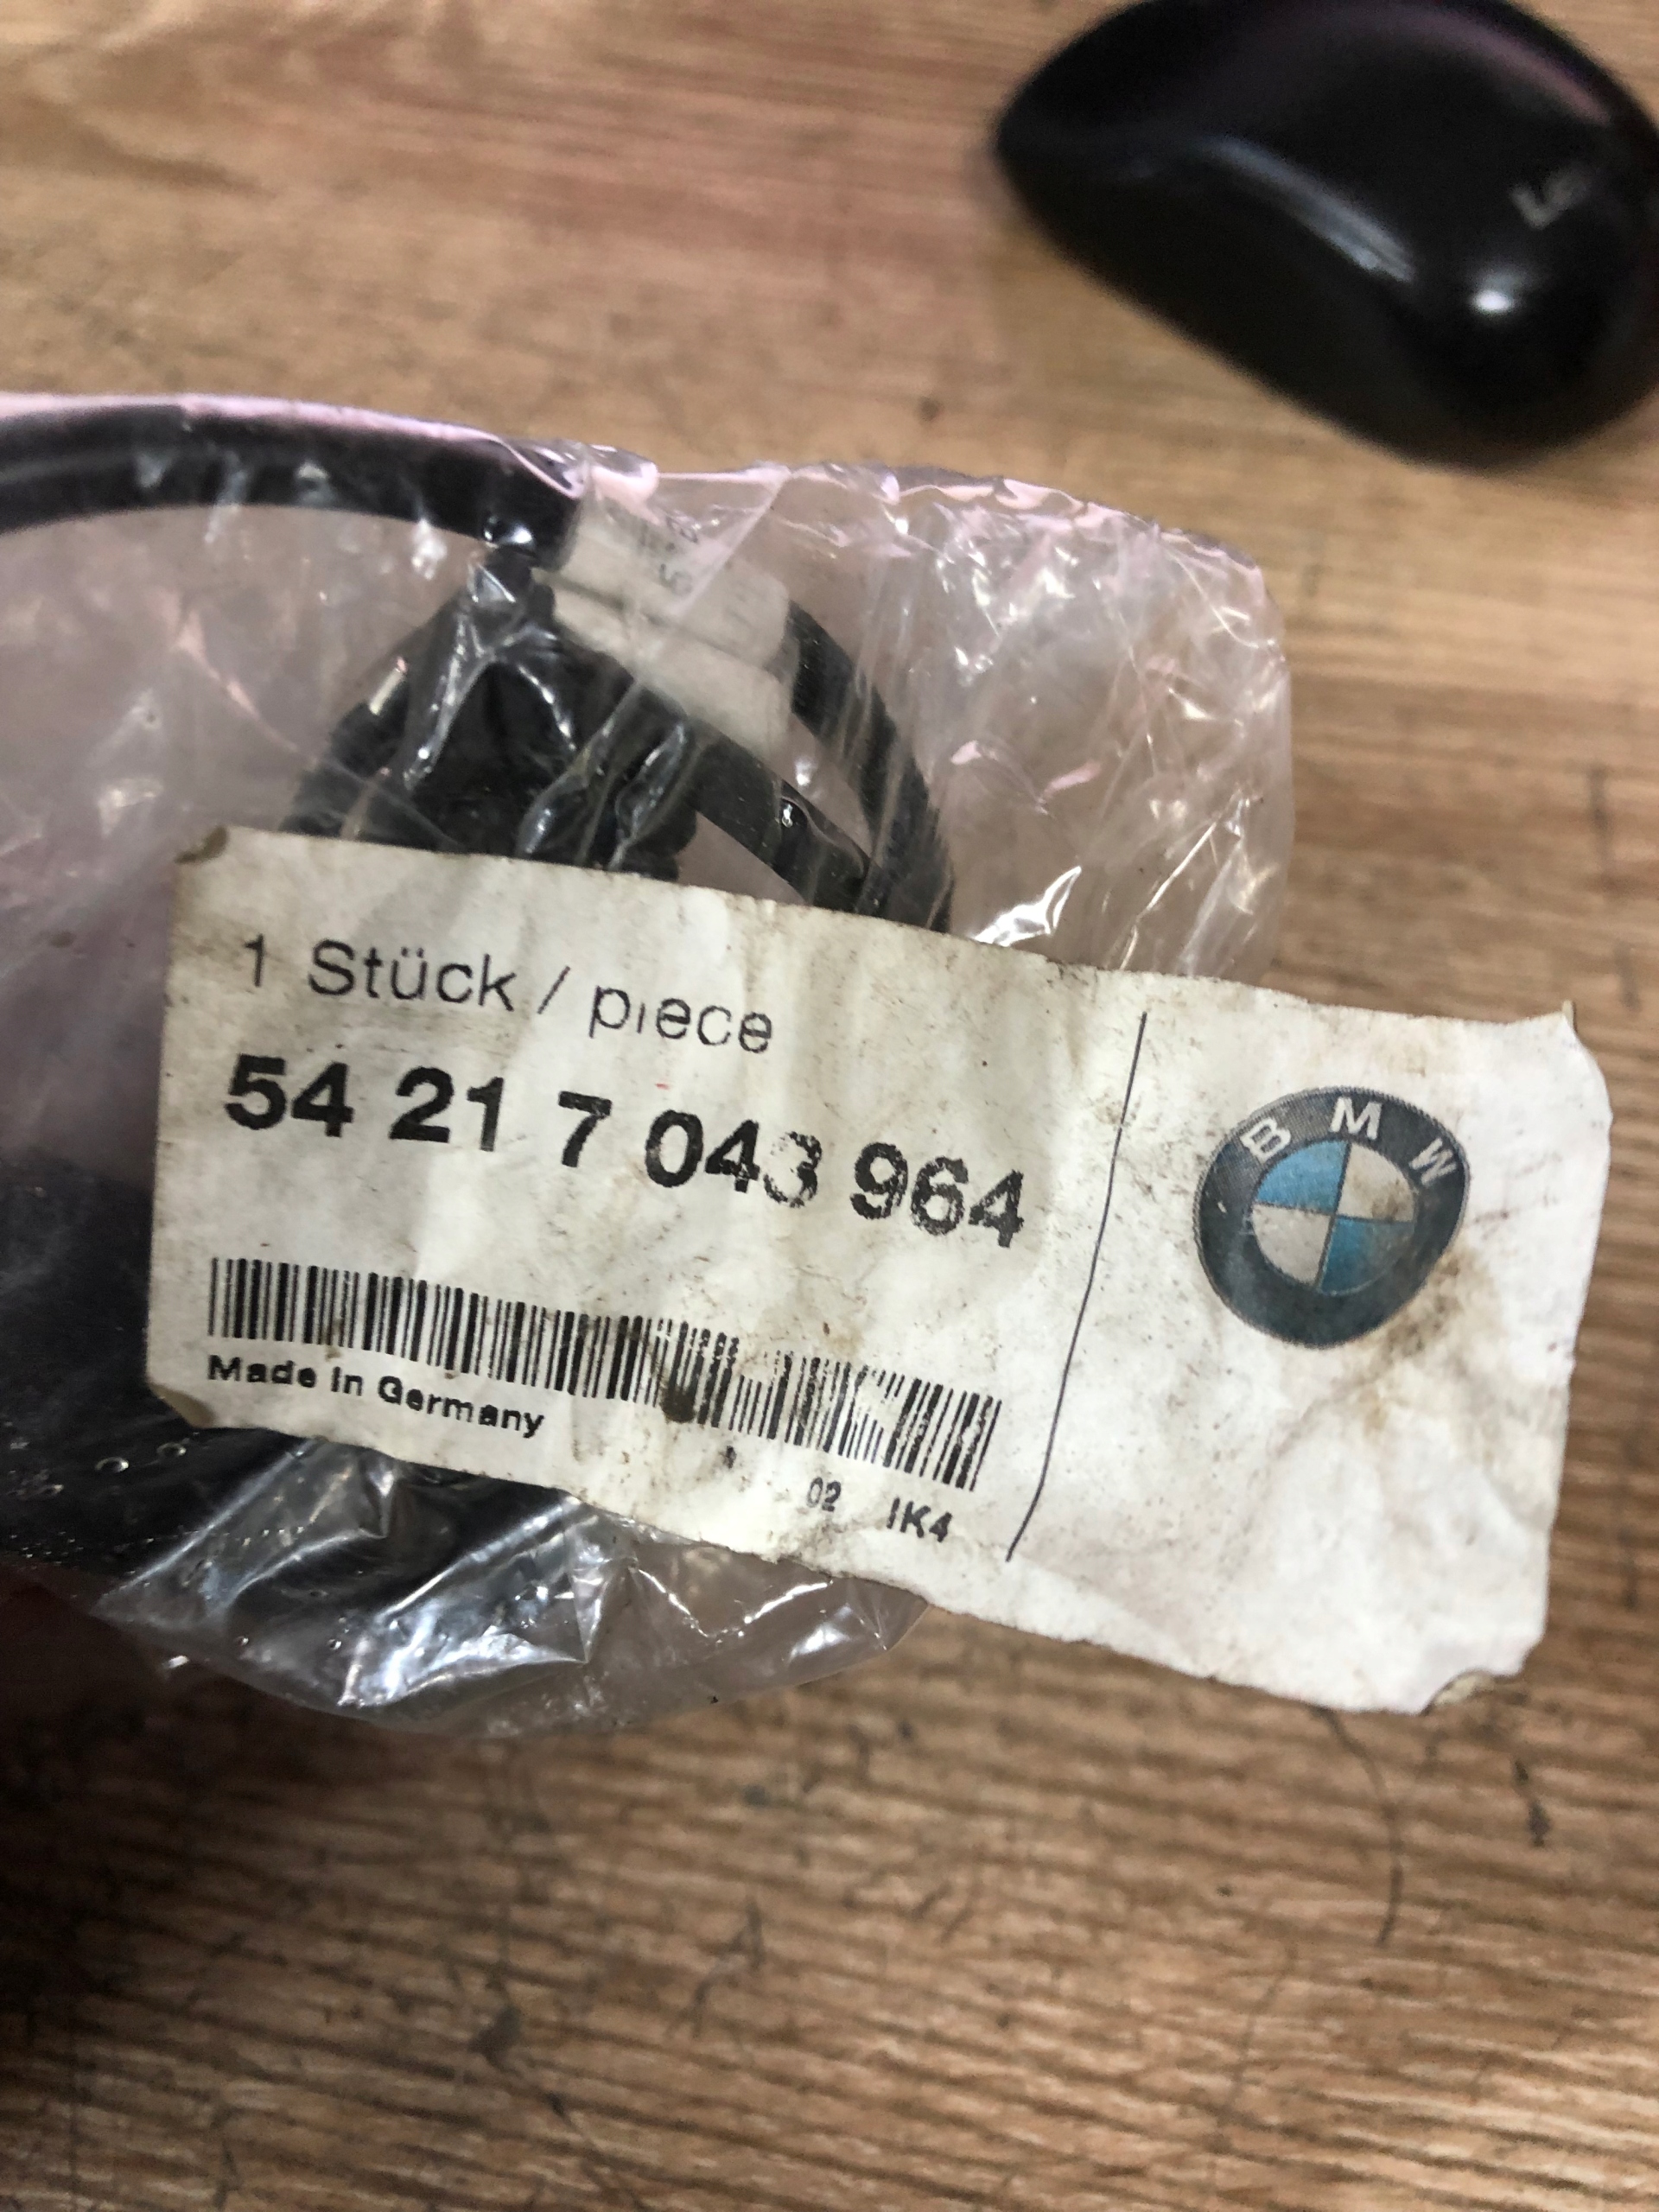 1 Stück / piece
54 21 7 043 964
Made in Germany
02 IK4
BMW